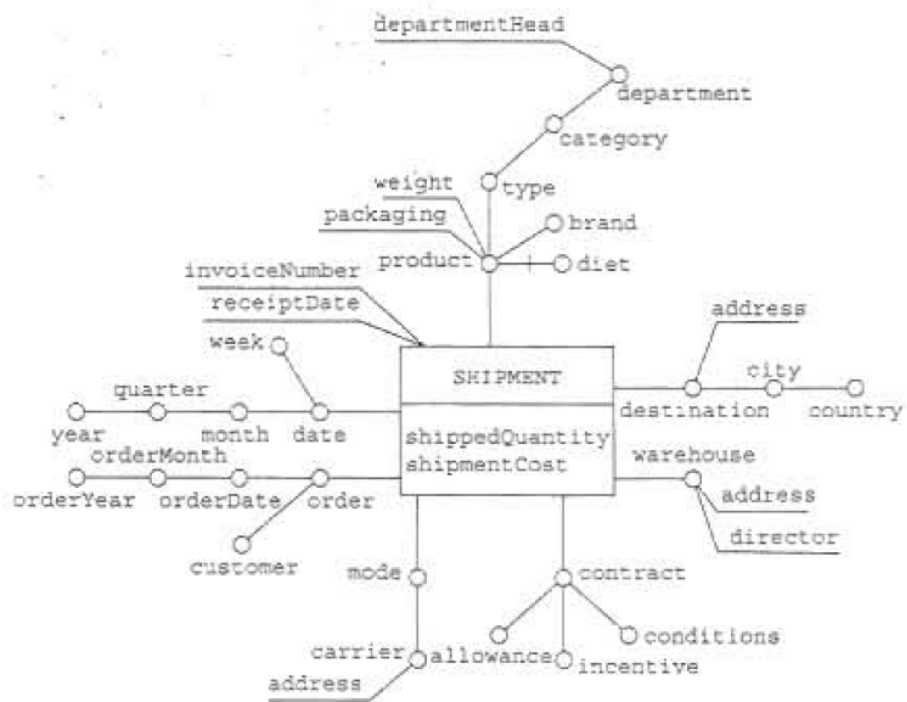 departmentHead
department
category
weight
type
packaging
brand
product
diet
invoiceNumber
receiptDate
address
week
SHIPMENT
city
quarter
destination
country
year
month
date
shippedQuantity
orderMonth
shipmentCost
warehouse
orderYear
orderDate
order
address
director
customer
mode
contract
carrier
allowance
conditions
incentive
address